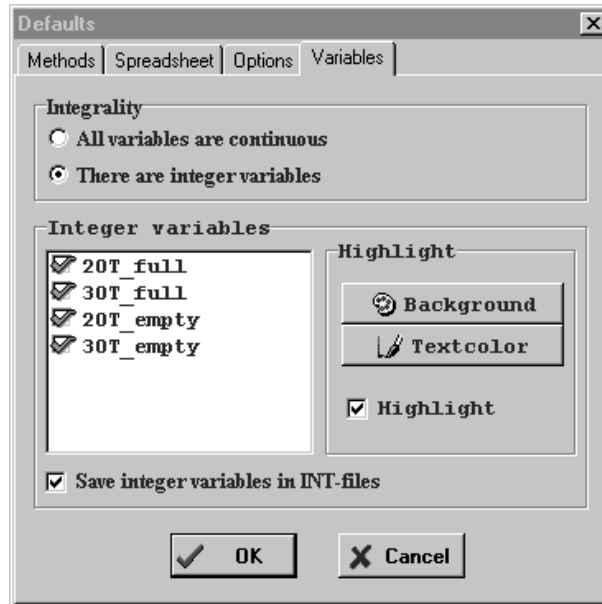 Defaults
Methods Spreadsheet Options Variables
Integrality
All variables are continuous
There are integer variables
Integer variables
20T_full
30T_full
20T_empty
30T_empty
Highlight
Background
Textcolor
Highlight
Save integer variables in INT-files
OK Cancel